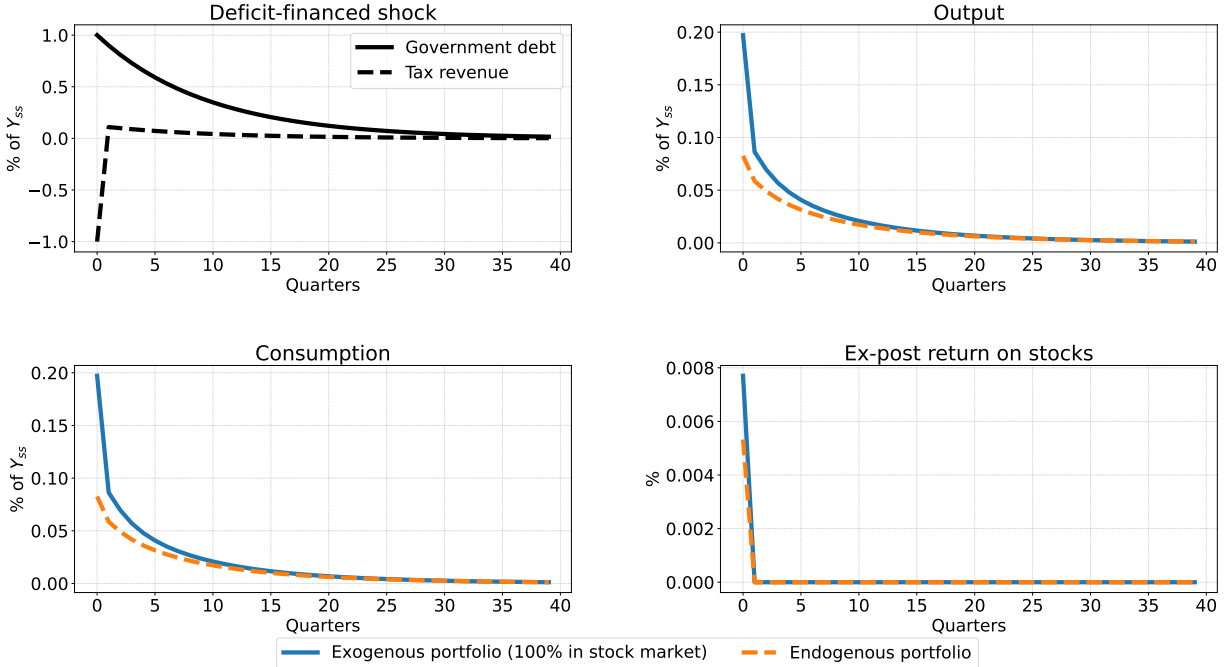 Deficit-financed shock
% of Y_ss
1.0
0.5
0.0
−0.5
−1.0
Government debt
Tax revenue
0 5 10 15 20 25 30 35 40
Quarters
Output
% of Y_ss
0.20
0.15
0.10
0.05
0.00
0 5 10 15 20 25 30 35 40
Quarters
Consumption
% of Y_ss
0.20
0.15
0.10
0.05
0.00
0 5 10 15 20 25 30 35 40
Quarters
Ex-post return on stocks
%
0.008
0.006
0.004
0.002
0.000
0 5 10 15 20 25 30 35 40
Quarters
Exogenous portfolio (100% in stock market)
Endogenous portfolio